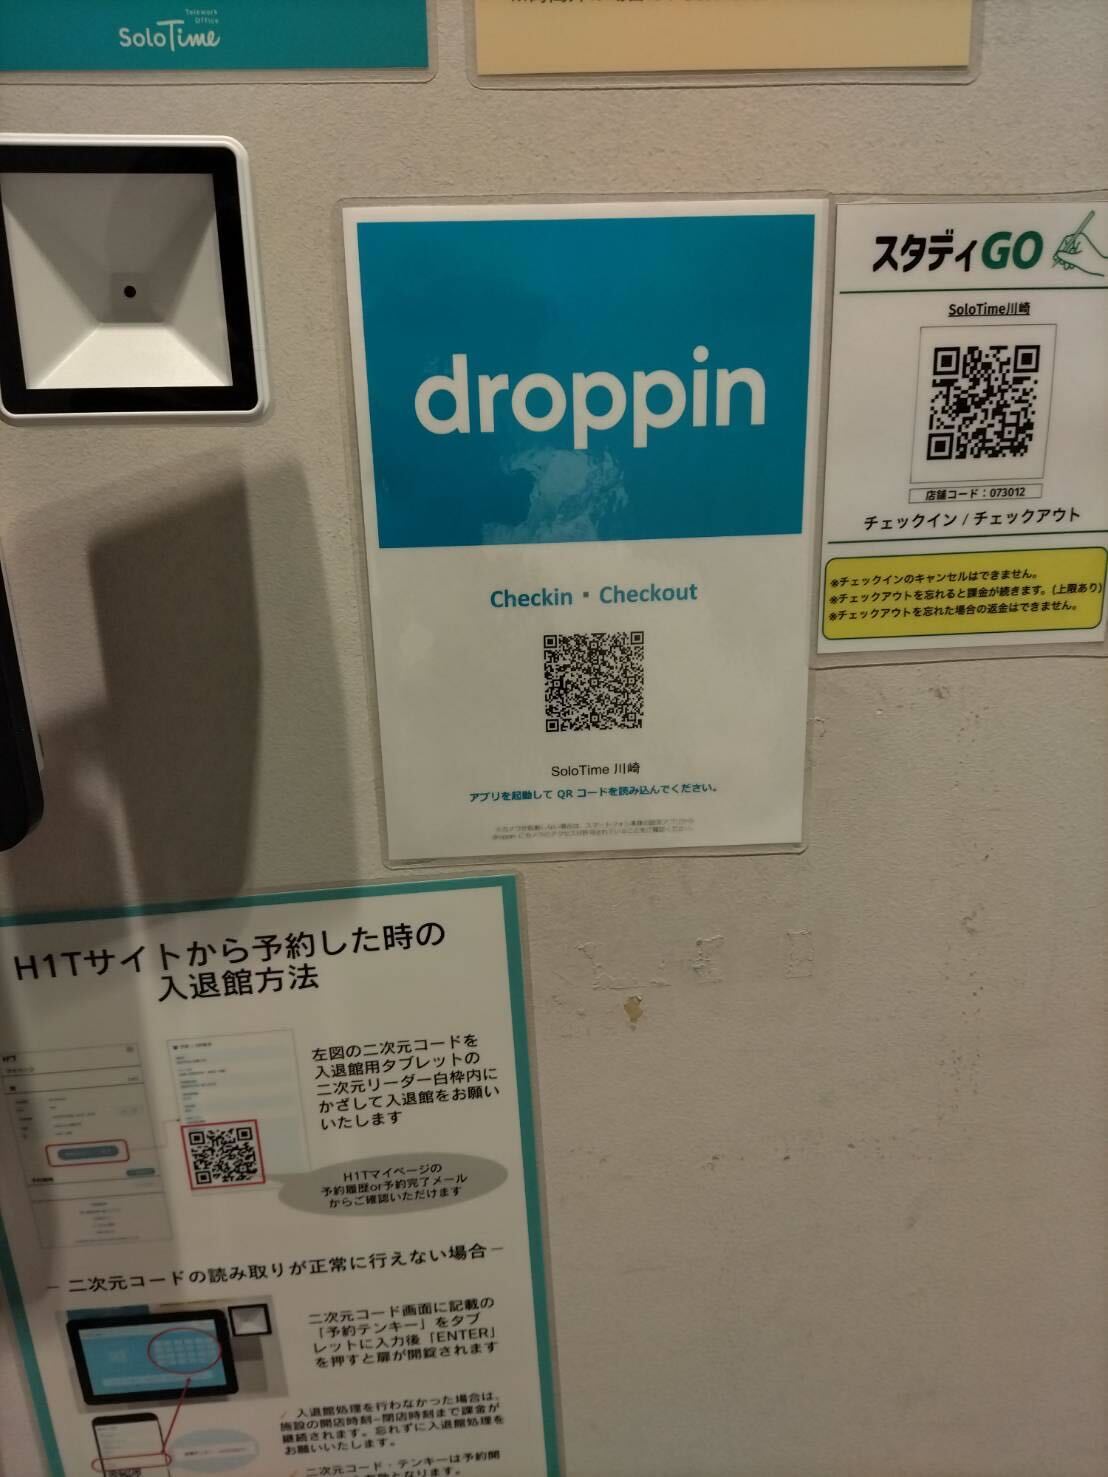 Telework
Office
SoloTime
droppin
Checkin・Checkout
SoloTime 川崎
アプリを起動して QR コードを読み込んでください。
スタディGO
SoloTime川崎
店舗コード：073012
チェックイン / チェックアウト
※チェックインのキャンセルはできません。
※チェックアウトを忘れると課金が続きます。(上限あり)
※チェックアウトを忘れた場合の返金はできません。
H1Tサイトから予約した時の
入退館方法
左図の二次元コードを
入退館用タブレットの
二次元リーダー白枠内に
かざして入退館をお願い
いたします
H1Tマイページの
予約履歴or予約完了メール
からご確認いただけます
− 二次元コードの読み取りが正常に行えない場合 −
二次元コード画面に記載の
「予約テンキー」をタブ
レットに入力後「ENTER」
を押すと扉が開錠されます
✓ 入退館処理を行わなかった場合は、
施設の開店時刻−閉店時刻まで課金が
継続されます。忘れずに入退館処理を
お願いいたします。
✓ 二次元コード・テンキーは予約開